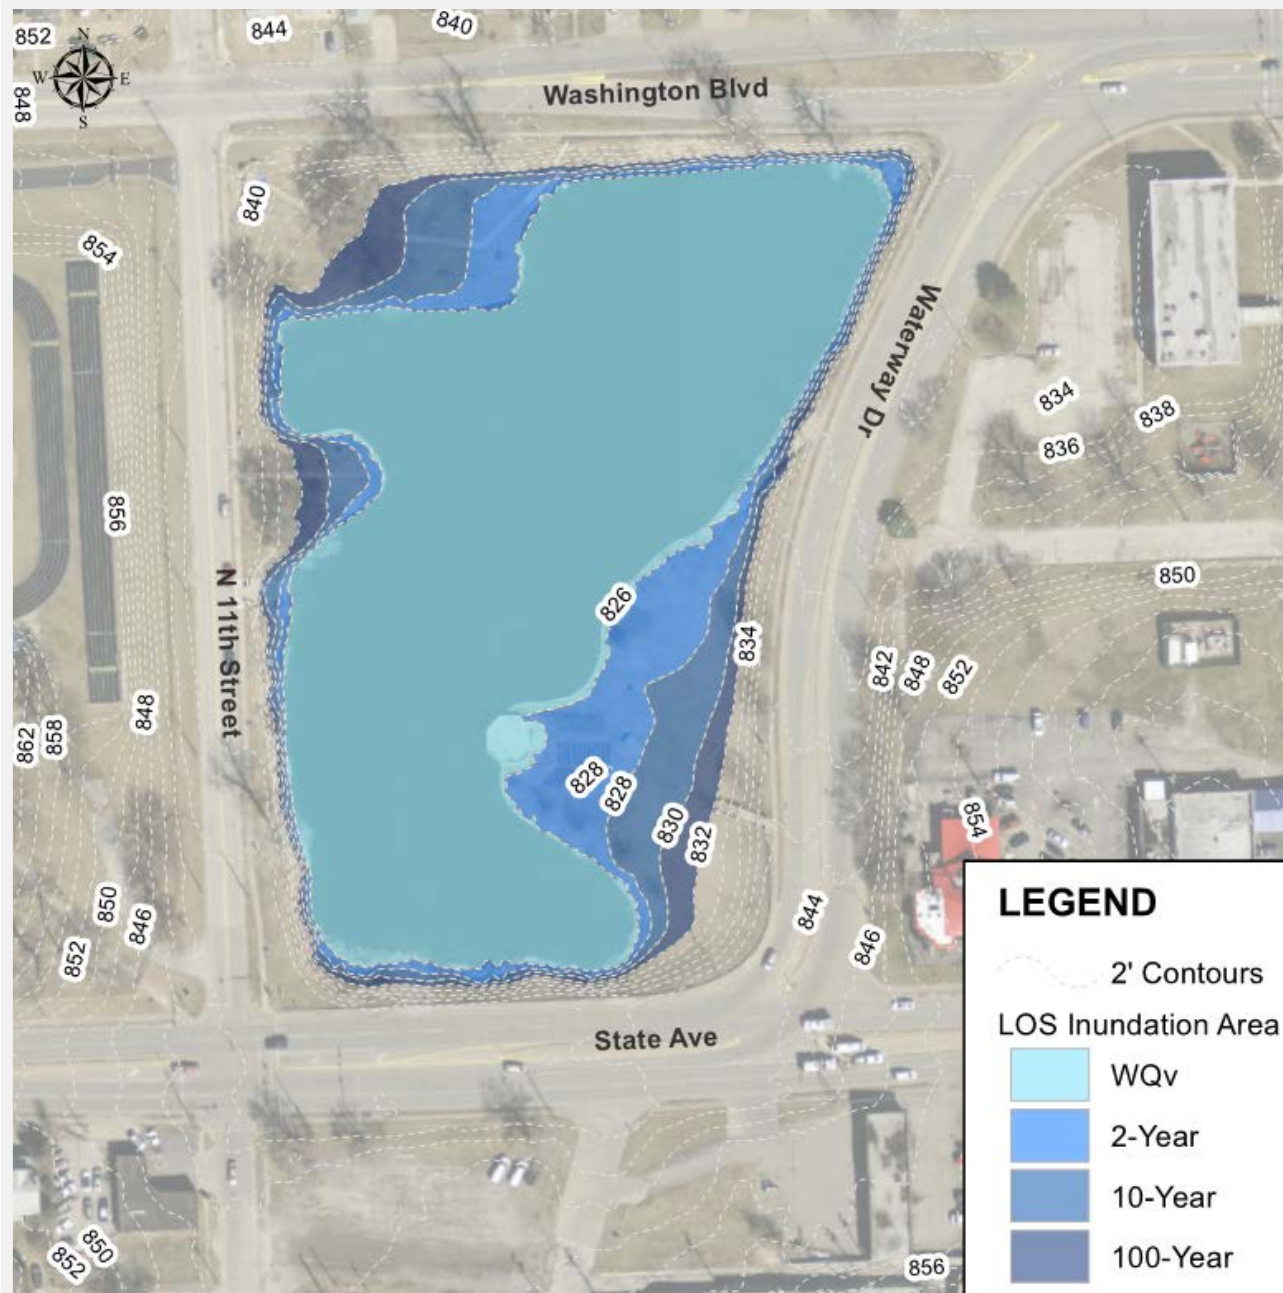 852
844
840
N
W E
S
848
Washington Blvd
840
854
Waterway Dr
834
838
836
856
850
N 11th Street
826
834
842
848
852
848
862
858
828
828
830
832
854
850
846
852
844
846
State Ave
850
852
856
LEGEND
2' Contours
LOS Inundation Area
WQv
2-Year
10-Year
100-Year